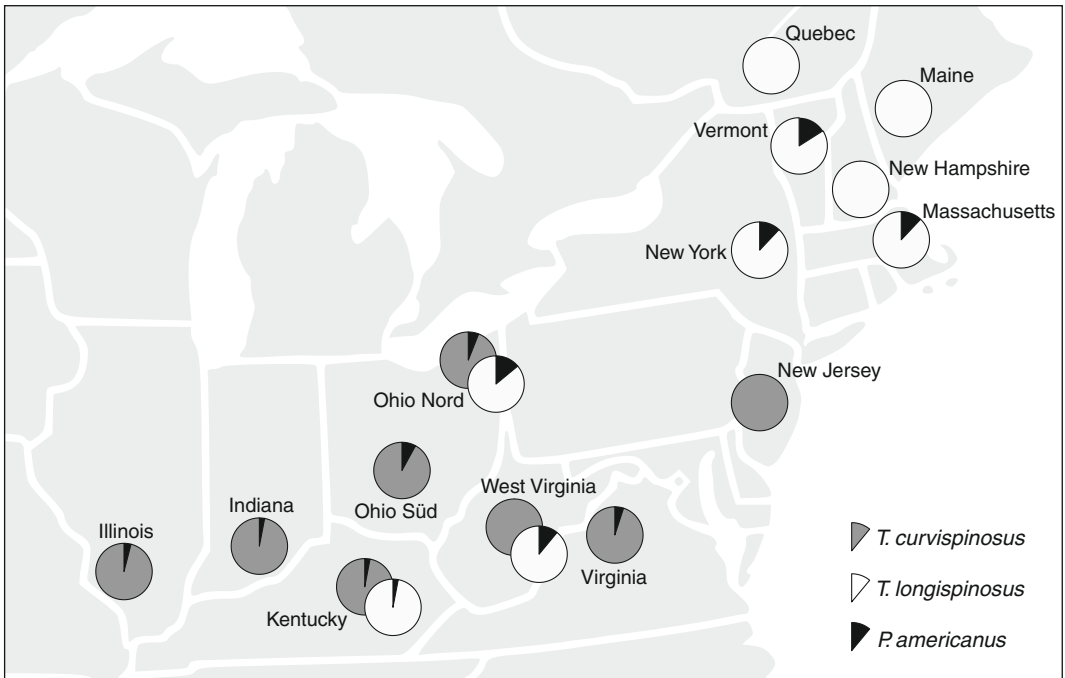 Quebec
Maine
Vermont
New Hampshire
Massachusetts
New York
New Jersey
Ohio Nord
Ohio Süd
West Virginia
Indiana
Illinois
Virginia
Kentucky
T. curvispinosus
T. longispinosus
P. americanus